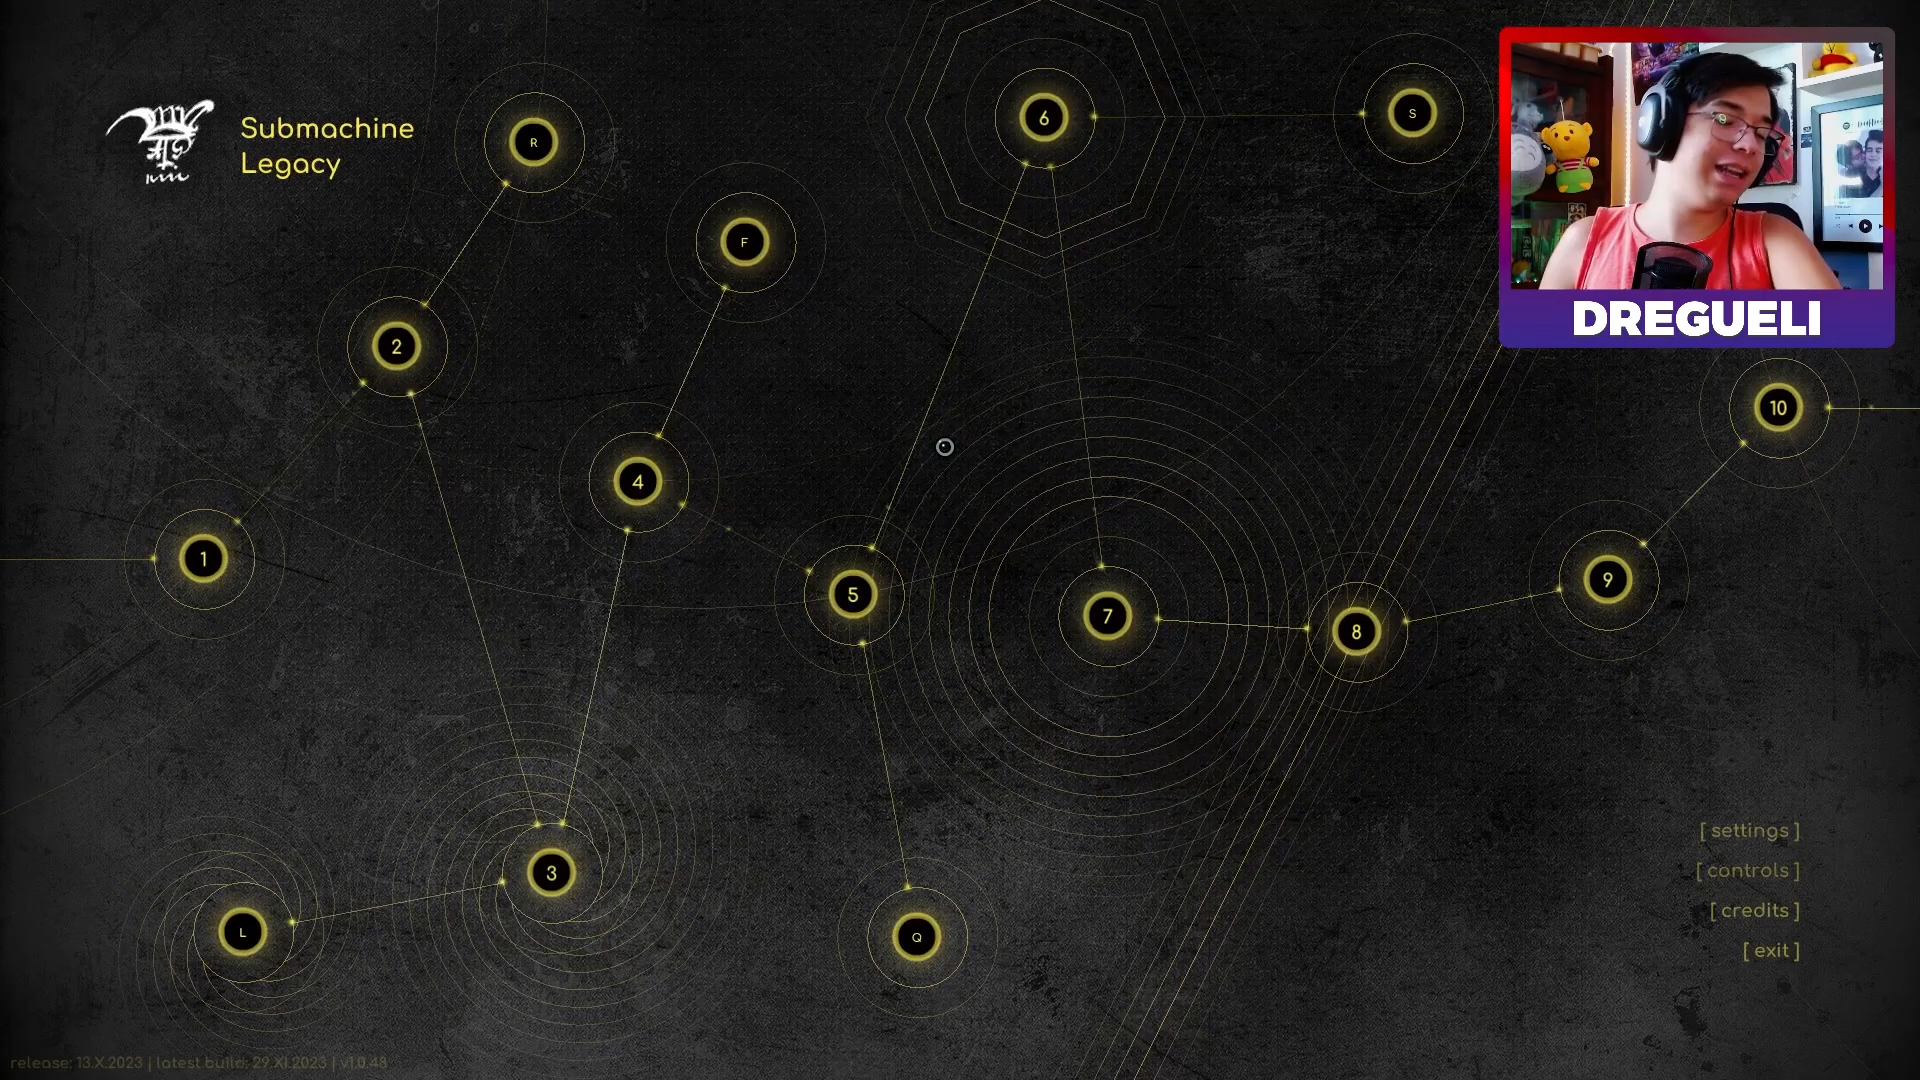 Submachine
Legacy
R
6
S
F
2
DREGUELI
10
4
1
5
7
8
9
3
L
Q
[ settings ]
[ controls ]
[ credits ]
[ exit ]
release: 13.X.2023 | latest build: 29.XI.2023 | v1.0.48